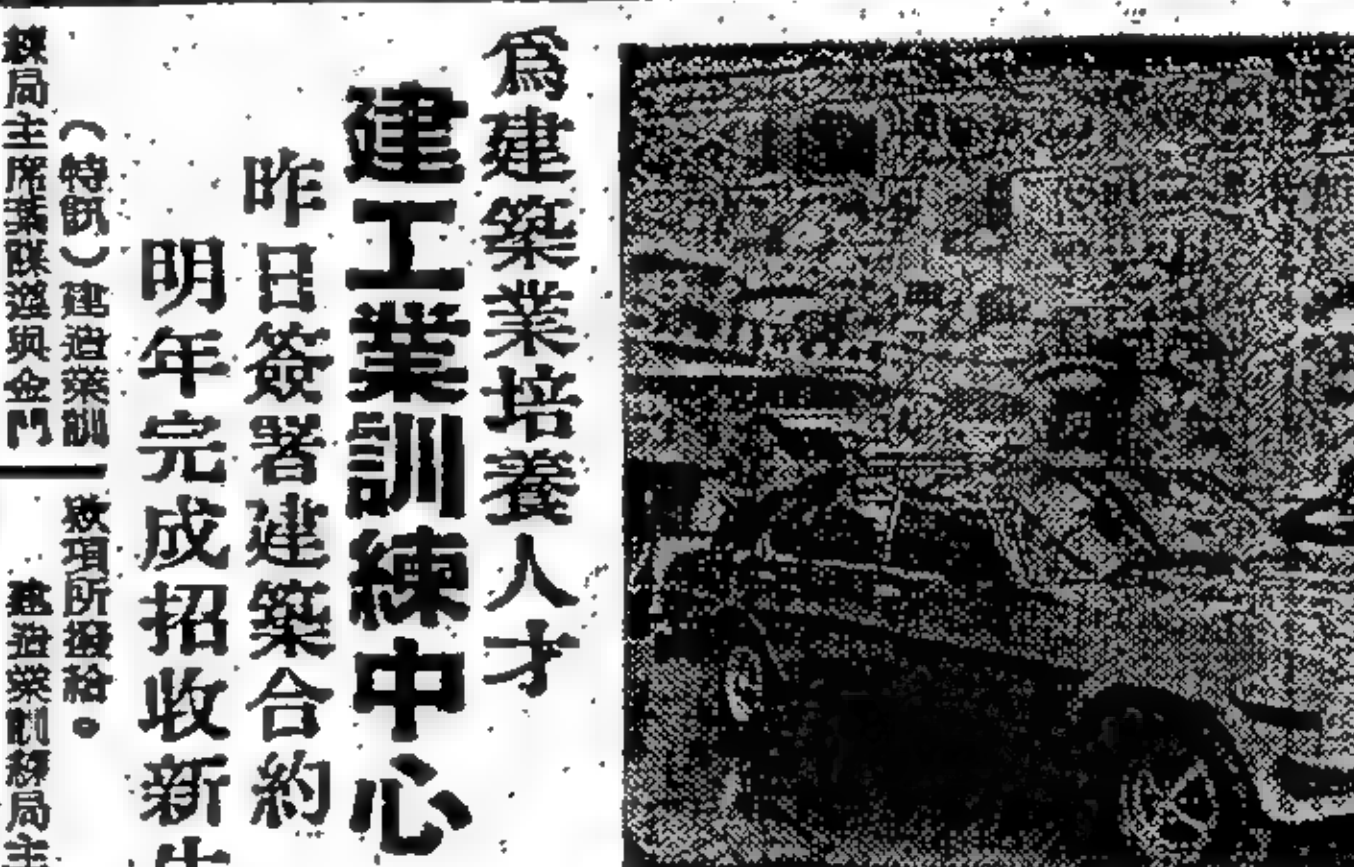 為建築業培養人才
建工業訓練中心
昨日簽署建築合約
明年完成招收新生
（特訊）建造業訓
練局主席葉謀遵與金門
款項所撥給。
建造業訓練局主